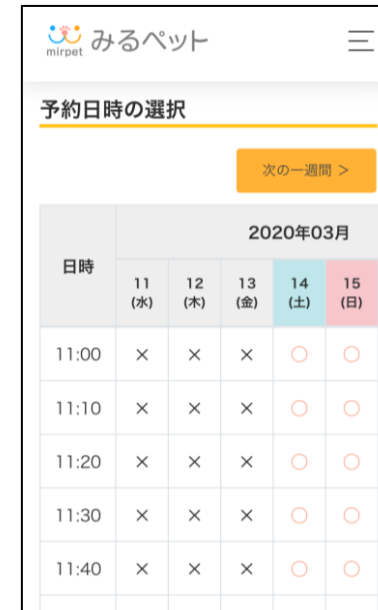 mirpet みるペット
予約日時の選択
次の一週間 >
日時 2020年03月
11 12 13 14 15
(水) (木) (金) (土) (日)
11:00 × × × ○ ○
11:10 × × × ○ ○
11:20 × × × ○ ○
11:30 × × × ○ ○
11:40 × × × ○ ○